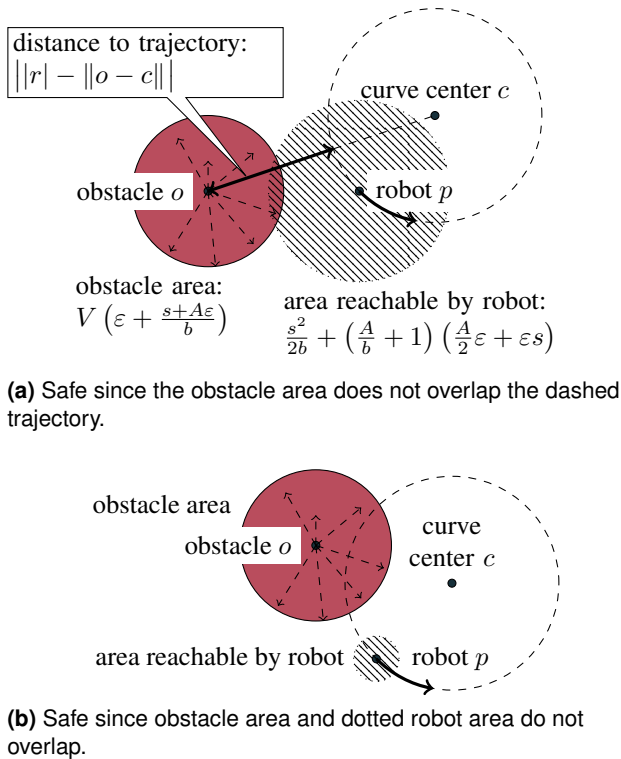 distance to trajectory:
||r| − ‖o − c‖|
curve center c
obstacle o
robot p
obstacle area:
V (ε + (s+Aε)/b)
area reachable by robot:
s²/2b + (A/b + 1) (A/2 ε + εs)
(a) Safe since the obstacle area does not overlap the dashed
trajectory.
obstacle area
obstacle o
curve
center c
area reachable by robot
robot p
(b) Safe since obstacle area and dotted robot area do not
overlap.